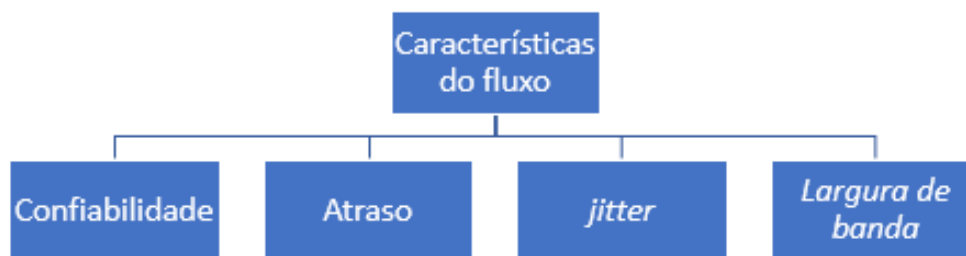 Características
do fluxo
Confiabilidade
Atraso
jitter
Largura de
banda